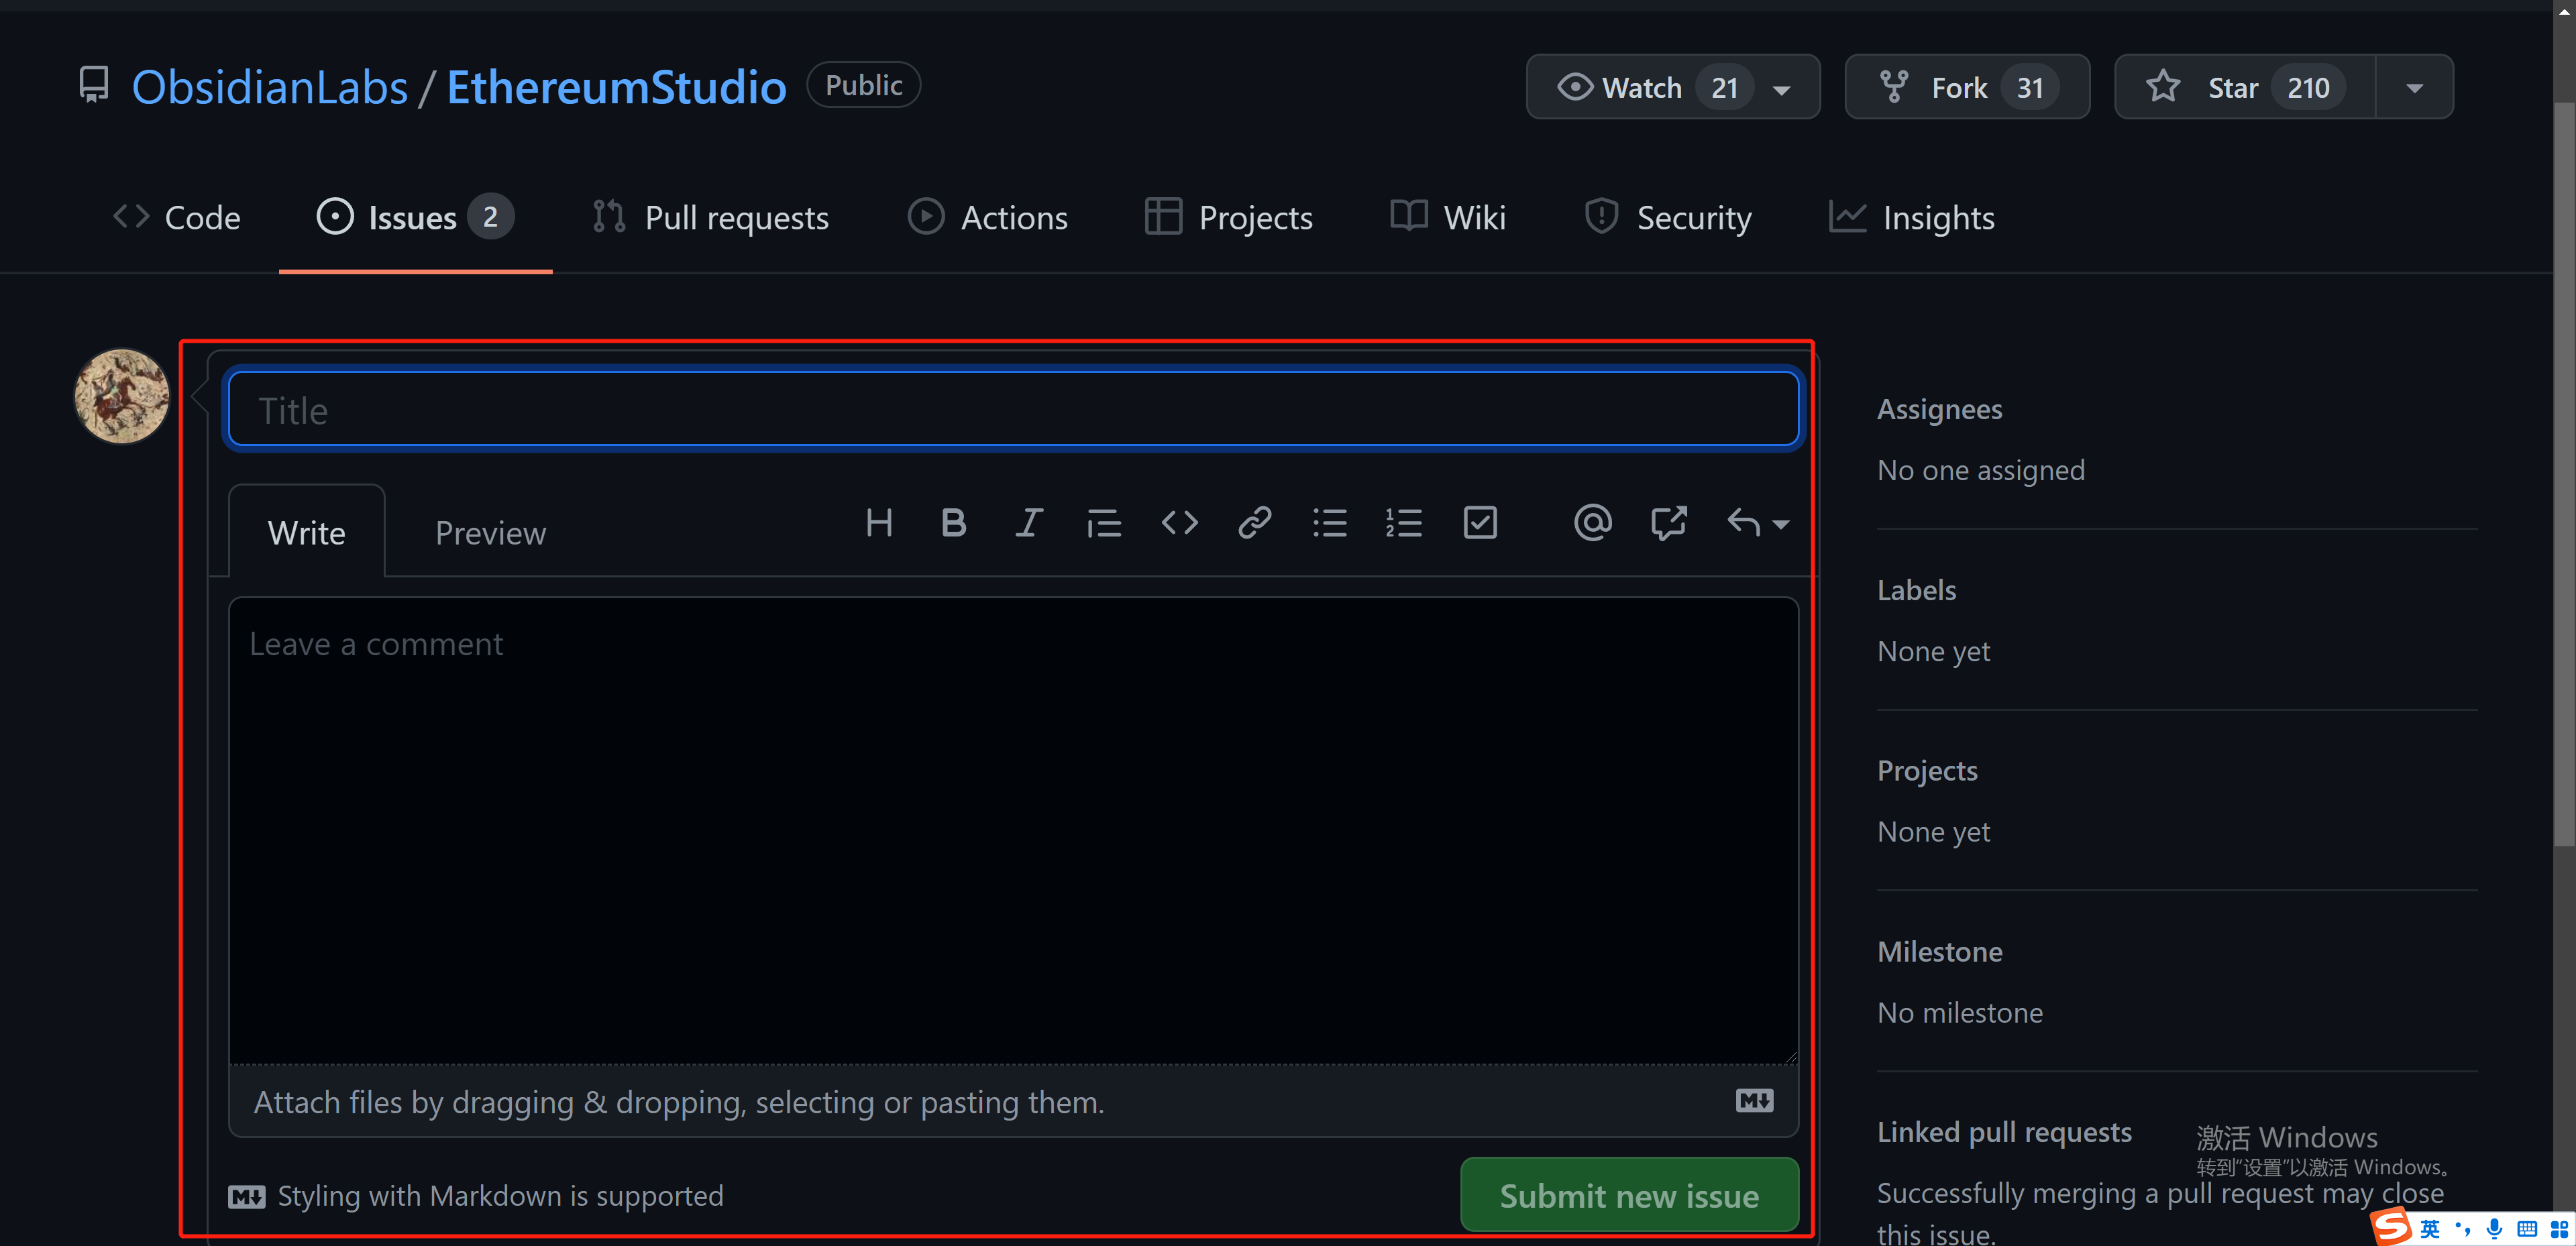 ObsidianLabs / EthereumStudio Public Watch 21 Fork 31 Star 210
Code Issues 2 Pull requests Actions Projects Wiki Security Insights
Title
Write Preview
Leave a comment
Attach files by dragging & dropping, selecting or pasting them.
Styling with Markdown is supported
Submit new issue
Assignees
No one assigned
Labels
None yet
Projects
None yet
Milestone
No milestone
Linked pull requests
Successfully merging a pull request may close
this issue.
激活 Windows
转到“设置”以激活 Windows。
英